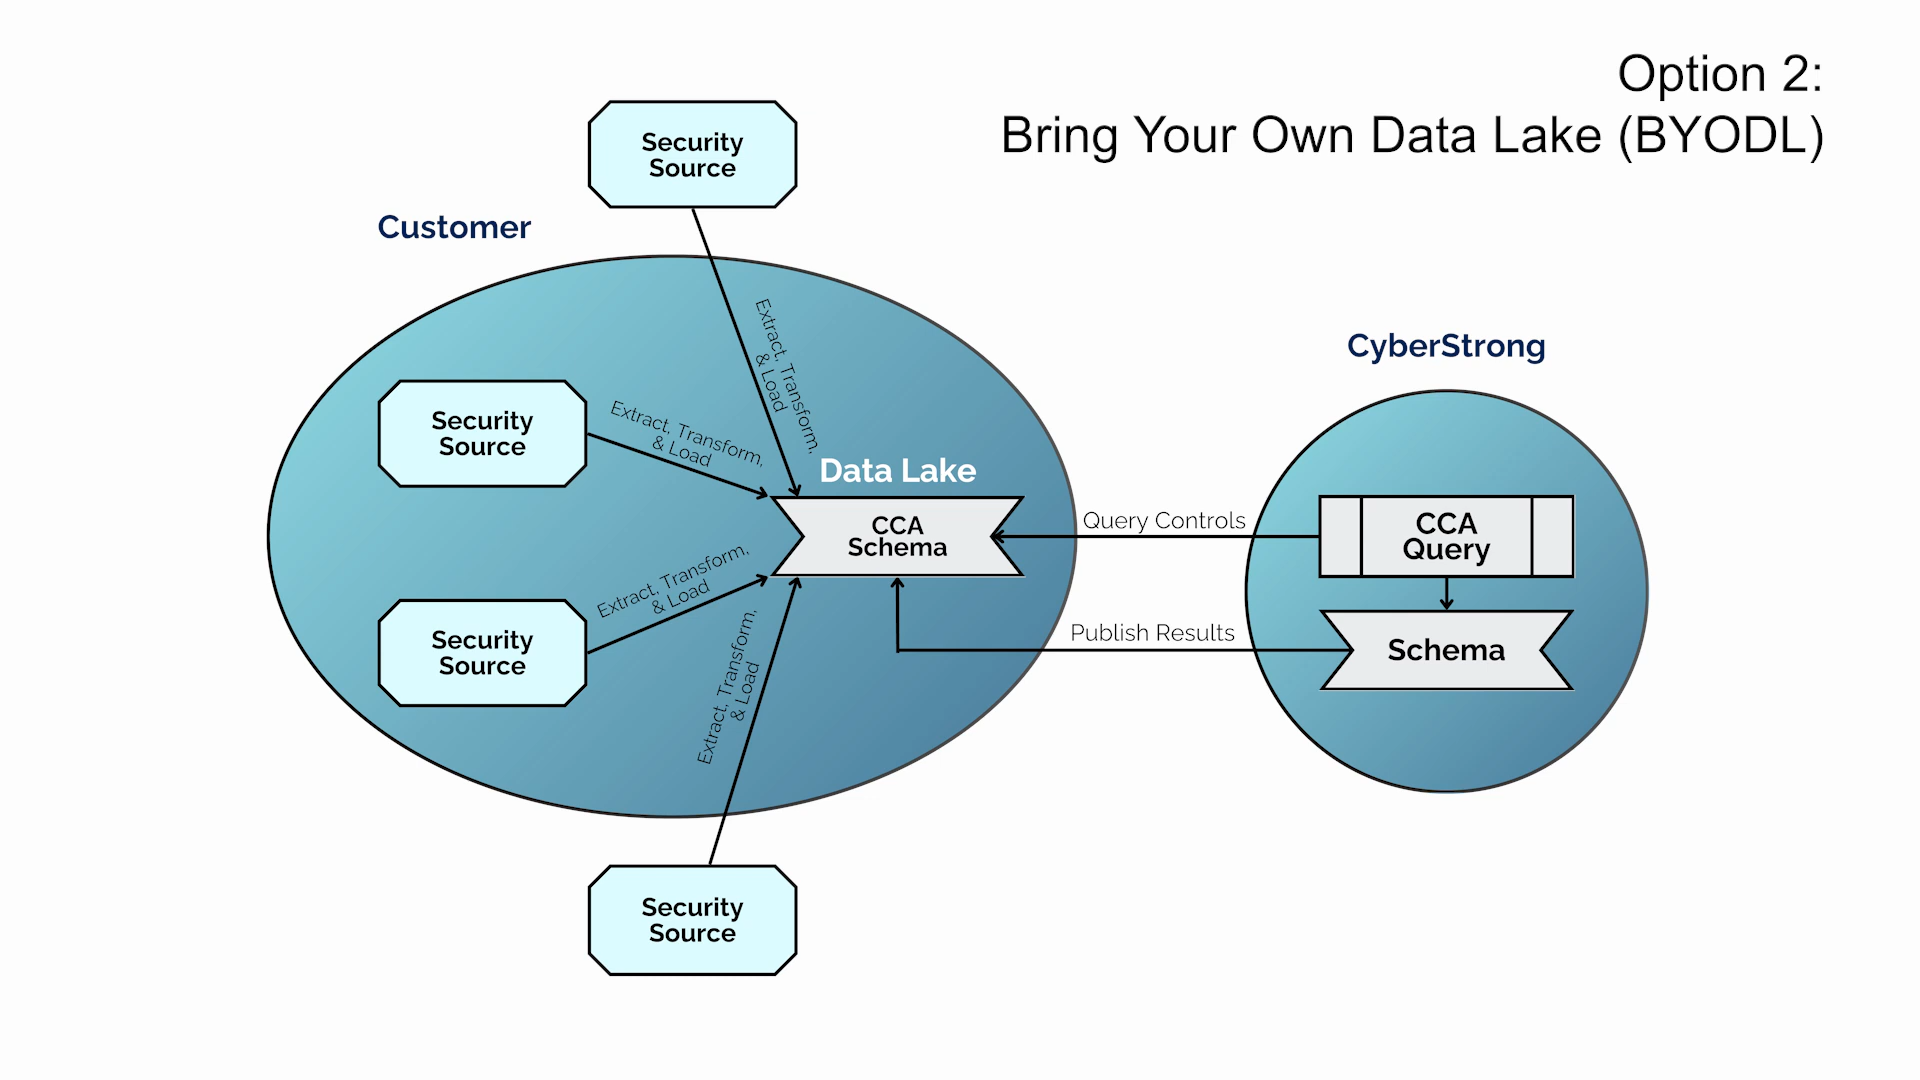 Option 2:
Bring Your Own Data Lake (BYODL)
Security
Source
Customer
Extract, Transform,
& Load
CyberStrong
Security
Source
Extract, Transform,
& Load
Data Lake
CCA
Schema
Query Controls
CCA
Query
Extract, Transform,
& Load
Security
Source
Extract, Transform,
& Load
Publish Results
Schema
Security
Source